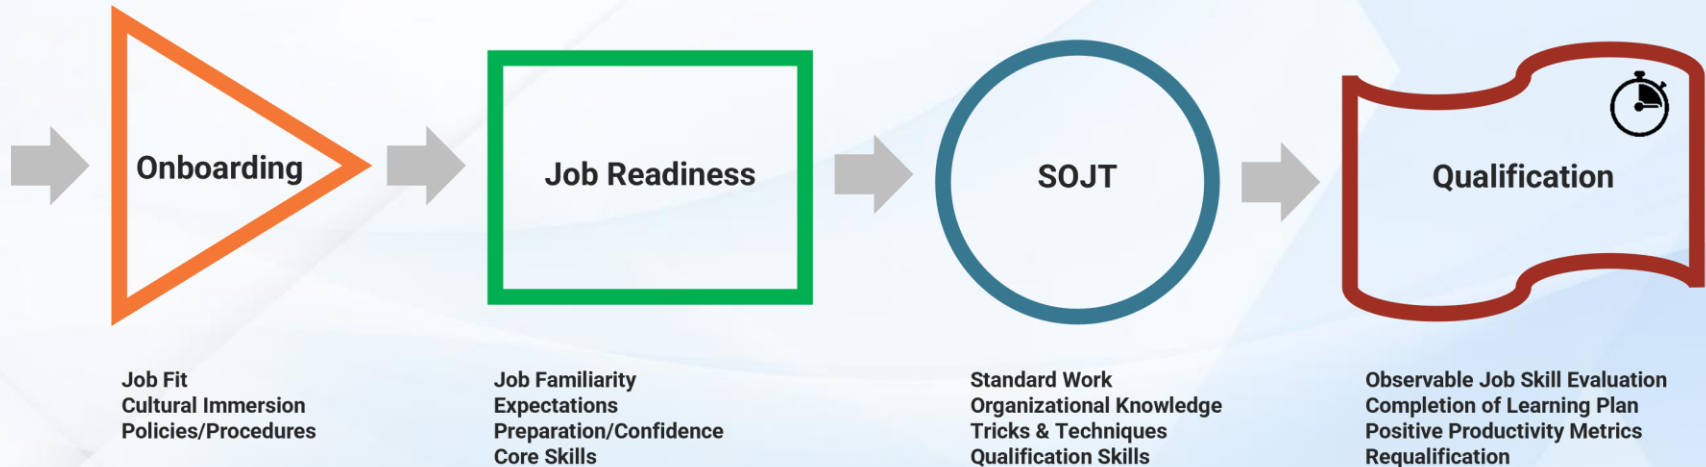 Onboarding
Job Readiness
SOJT
Qualification
Job Fit
Cultural Immersion
Policies/Procedures
Job Familiarity
Expectations
Preparation/Confidence
Core Skills
Standard Work
Organizational Knowledge
Tricks & Techniques
Qualification Skills
Observable Job Skill Evaluation
Completion of Learning Plan
Positive Productivity Metrics
Requalification